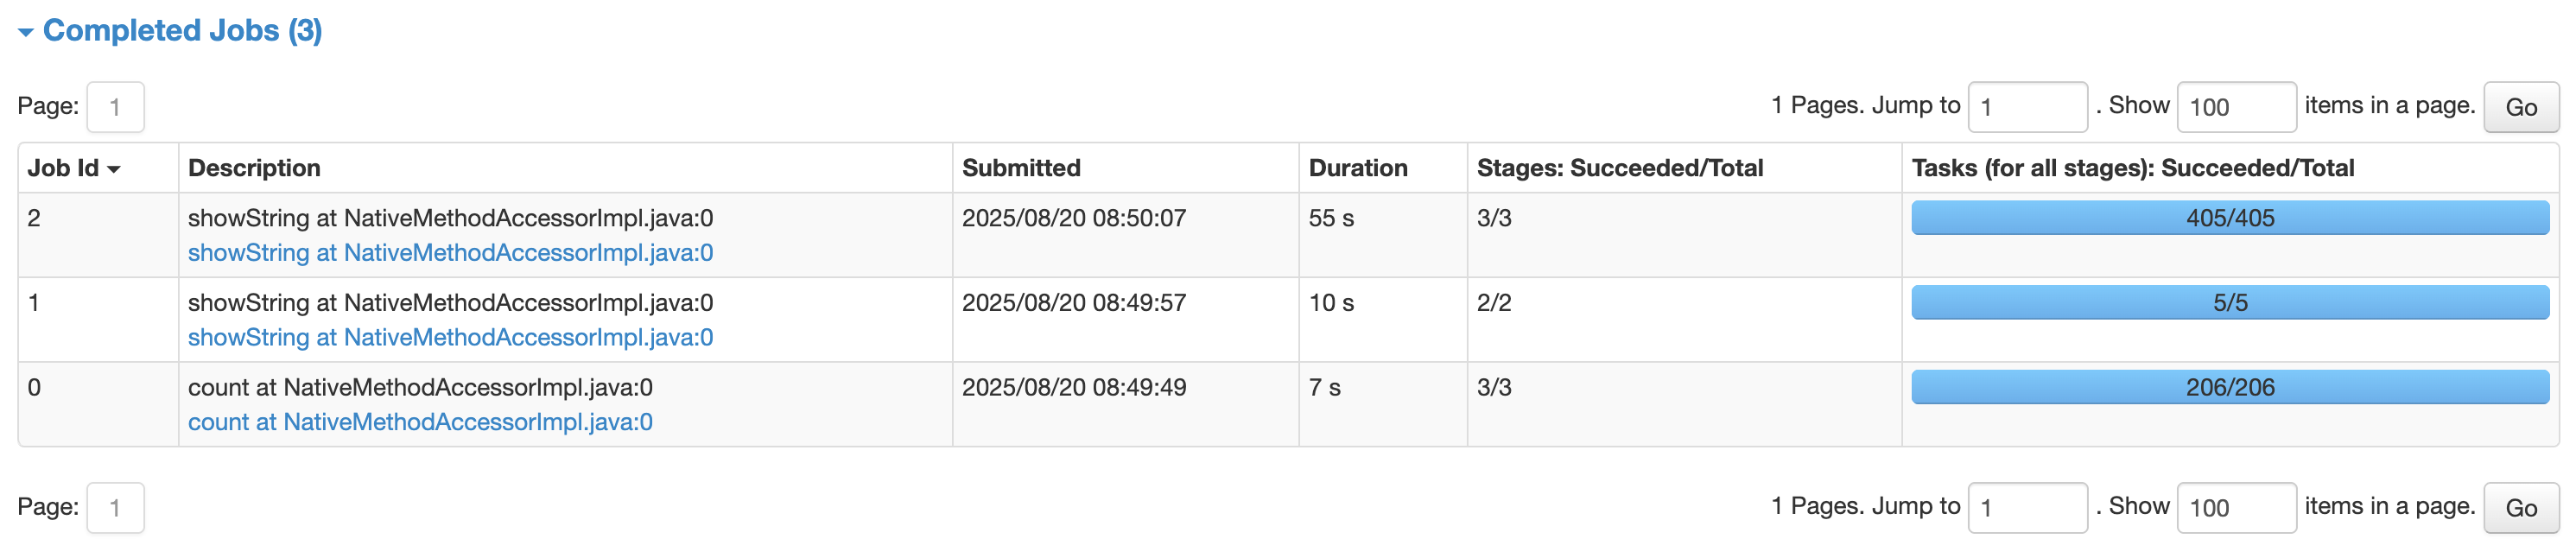 Completed Jobs (3)
Page: 1
1 Pages. Jump to 1 . Show 100 items in a page. Go
Job Id Description Submitted Duration Stages: Succeeded/Total Tasks (for all stages): Succeeded/Total
2 showString at NativeMethodAccessorImpl.java:0 2025/08/20 08:50:07 55 s 3/3 405/405
showString at NativeMethodAccessorImpl.java:0
1 showString at NativeMethodAccessorImpl.java:0 2025/08/20 08:49:57 10 s 2/2 5/5
showString at NativeMethodAccessorImpl.java:0
0 count at NativeMethodAccessorImpl.java:0 2025/08/20 08:49:49 7 s 3/3 206/206
count at NativeMethodAccessorImpl.java:0
Page: 1
1 Pages. Jump to 1 . Show 100 items in a page. Go